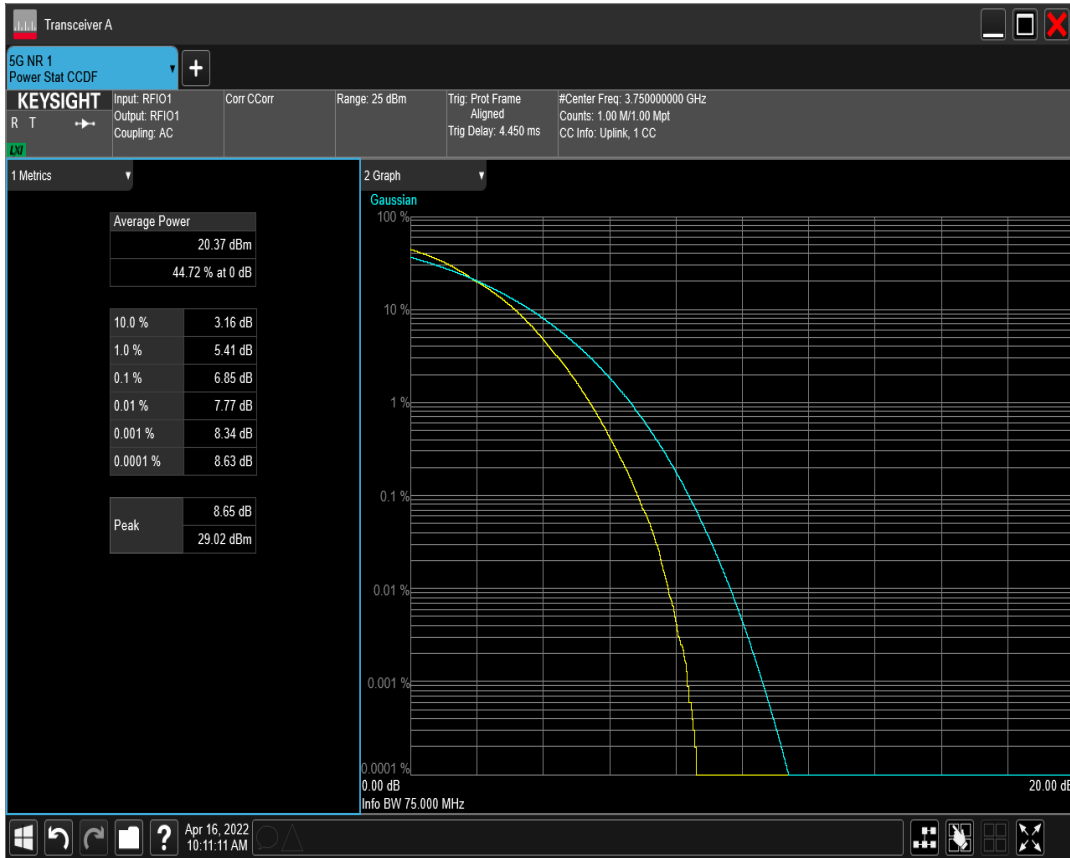 Transceiver A
5G NR 1
Power Stat CCDF
KEYSIGHT
R T
LXI
Input: RFIO1
Output: RFIO1
Coupling: AC
Corr CCorr
Range: 25 dBm
Trig: Prot Frame
Aligned
Trig Delay: 4.450 ms
#Center Freq: 3.750000000 GHz
Counts: 1.00 M/1.00 Mpt
CC Info: Uplink, 1 CC
1 Metrics
Average Power
20.37 dBm
44.72 % at 0 dB
10.0 % 3.16 dB
1.0 % 5.41 dB
0.1 % 6.85 dB
0.01 % 7.77 dB
0.001 % 8.34 dB
0.0001 % 8.63 dB
Peak 8.65 dB
29.02 dBm
2 Graph
Gaussian
100 %
10 %
1 %
0.1 %
0.01 %
0.001 %
0.0001 %
0.00 dB 20.00 dB
Info BW 75.000 MHz
Apr 16, 2022
10:11:11 AM